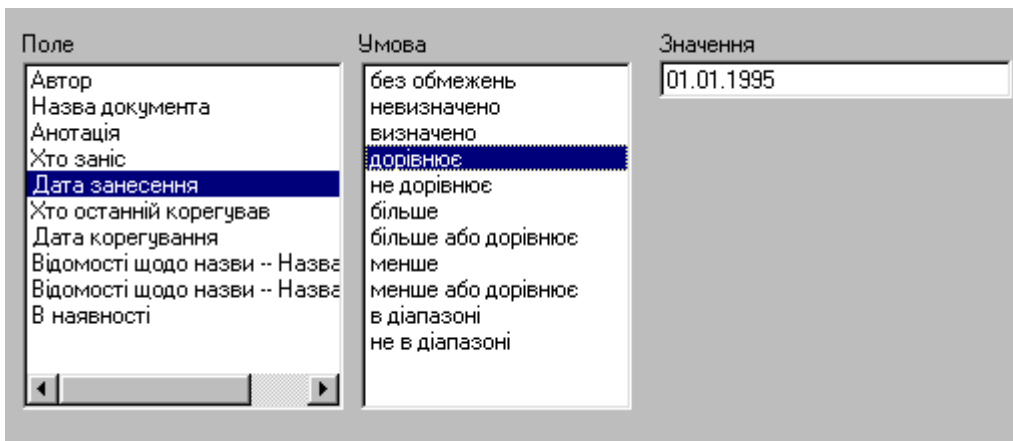 Поле
Автор
Назва документа
Анотація
Хто заніс
Дата занесення
Хто останній корегував
Дата корегування
Відомості щодо назви -- Назва
Відомості щодо назви -- Назва
В наявності
Умова
без обмежень
невизначено
визначено
дорівнює
не дорівнює
більше
більше або дорівнює
менше
менше або дорівнює
в діапазоні
не в діапазоні
Значення
01.01.1995